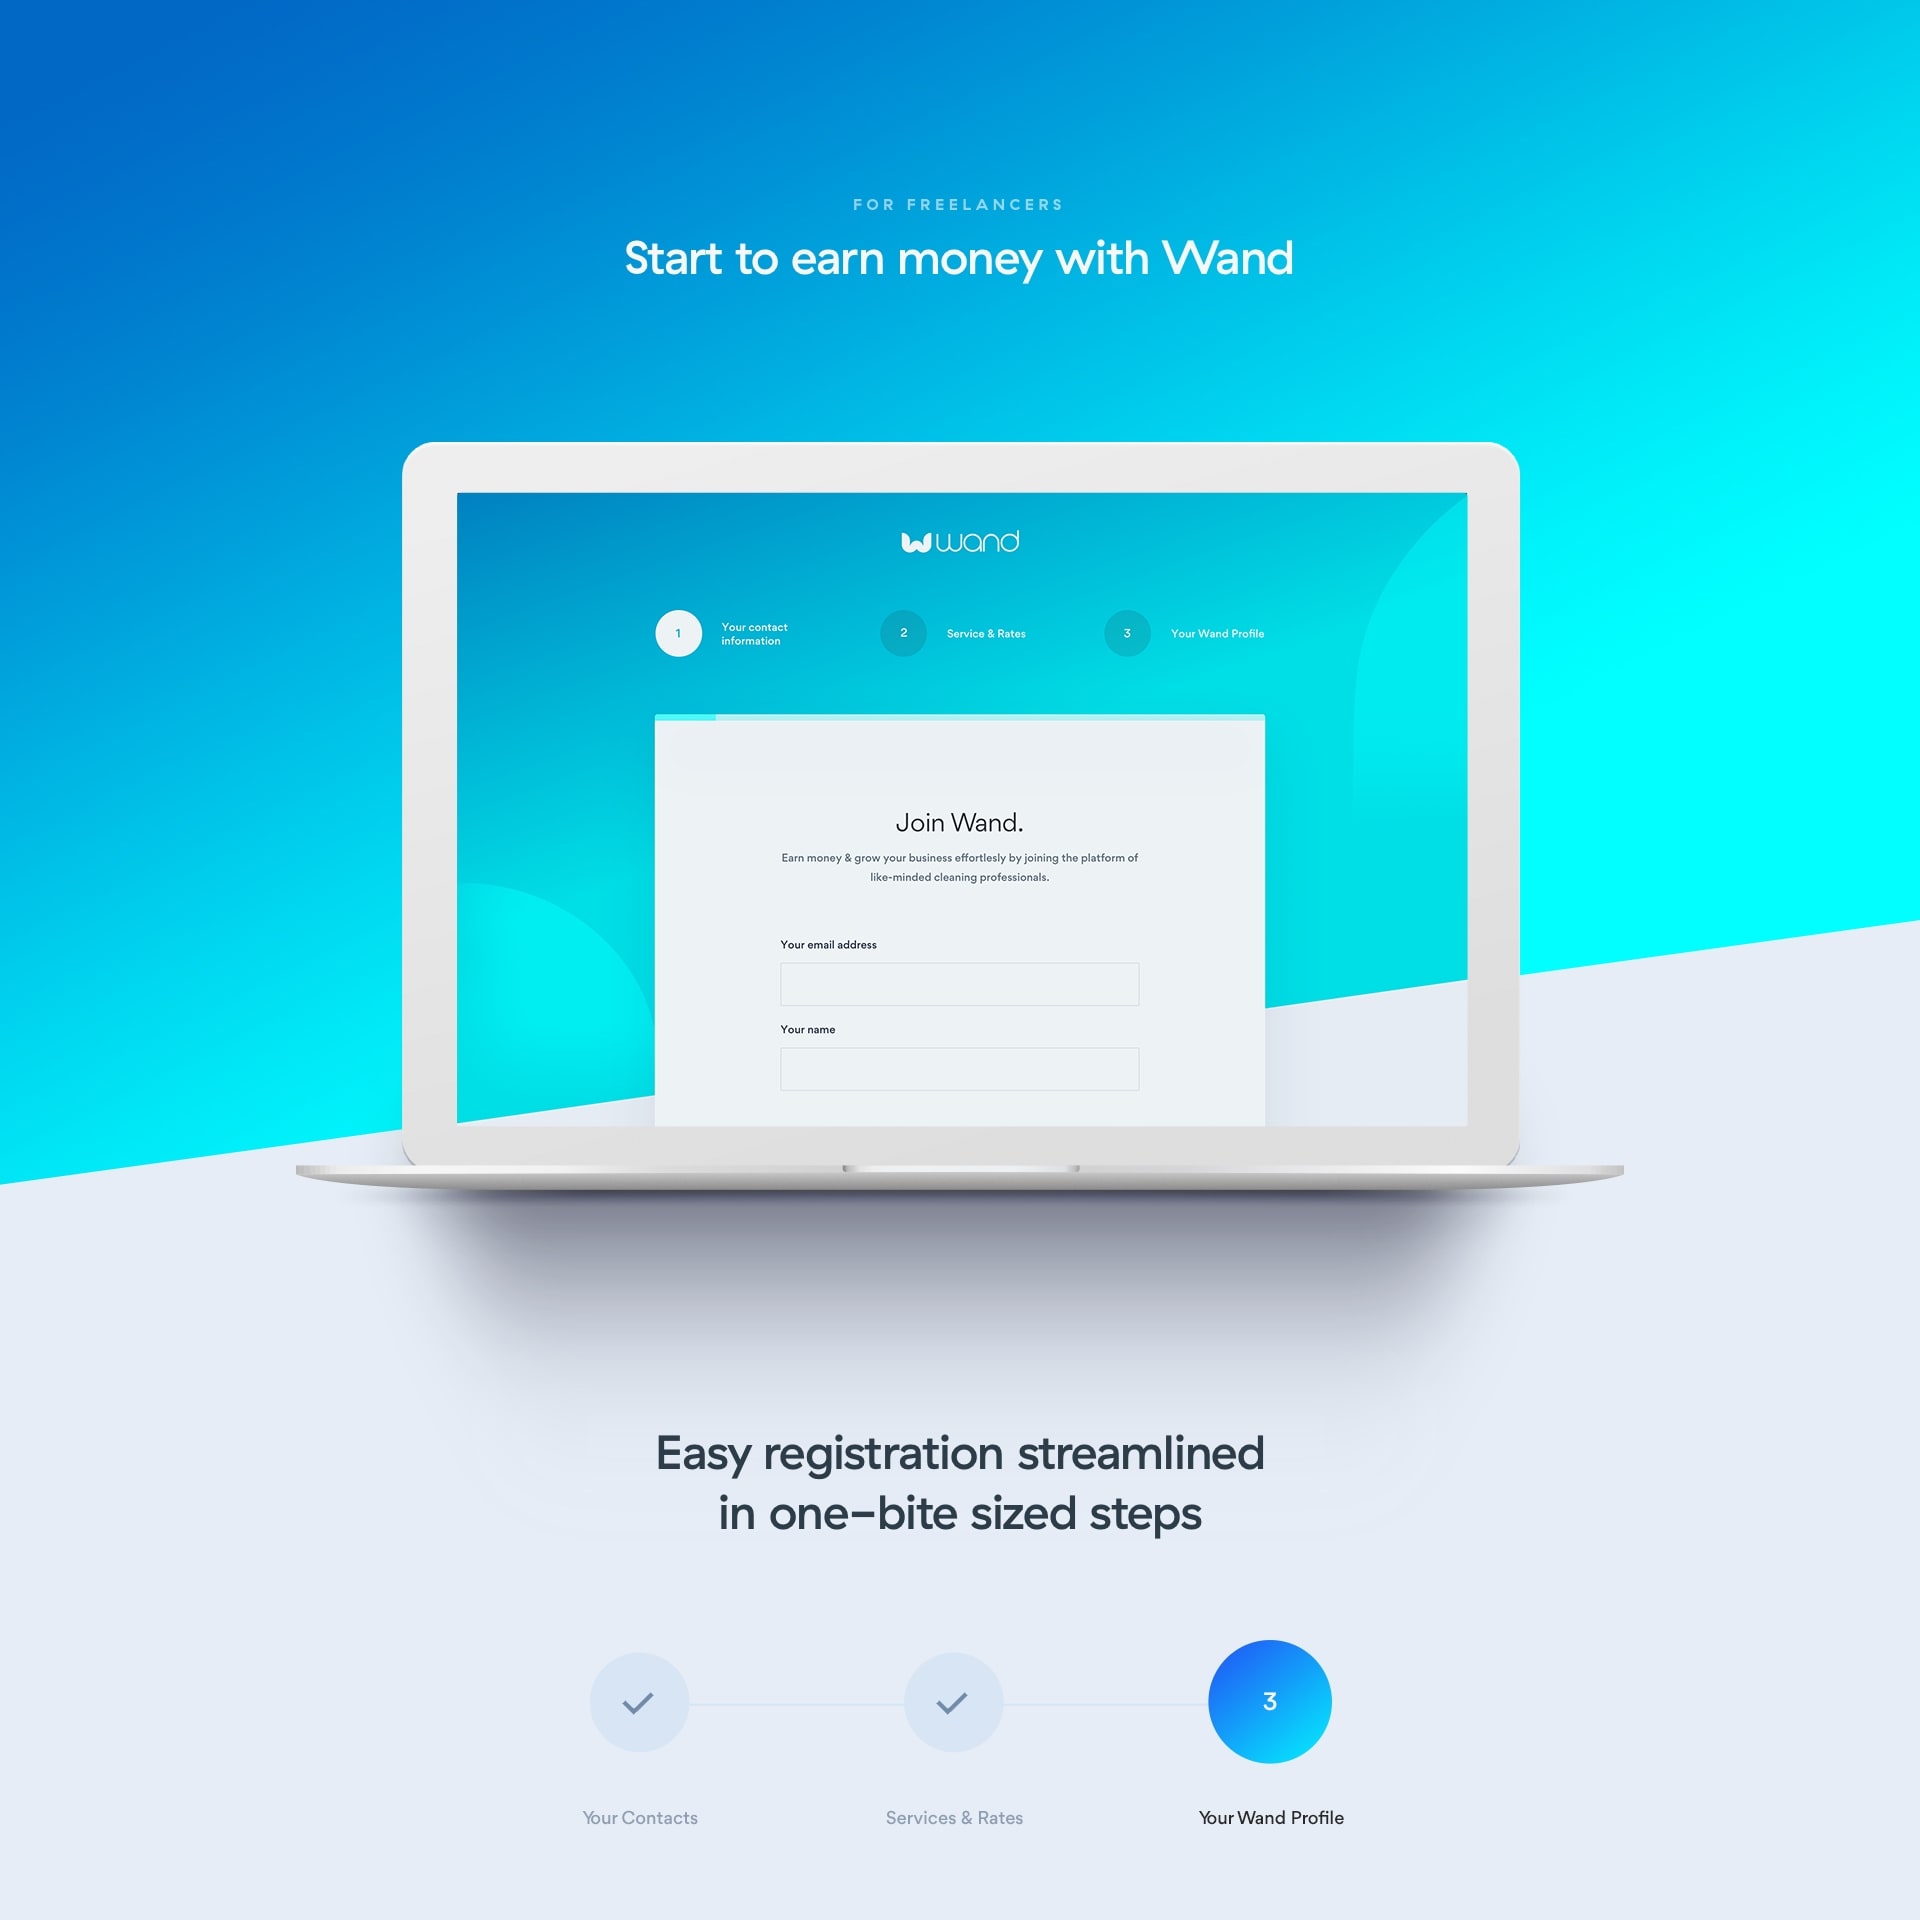 FOR FREELANCERS
Start to earn money with Wand
wand
1
Your contact
information
2
Service & Rates
3
Your Wand Profile
Join Wand.
Earn money & grow your business effortlesly by joining the platform of
like-minded cleaning professionals.
Your email address
Your name
Easy registration streamlined
in one–bite sized steps
3
Your Contacts
Services & Rates
Your Wand Profile